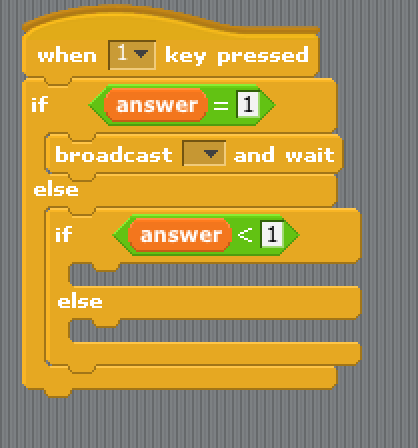 when 1 key pressed
if answer = 1
broadcast and wait
else
if answer < 1
else